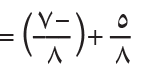 ٥/٨ + (−٧/٨) =